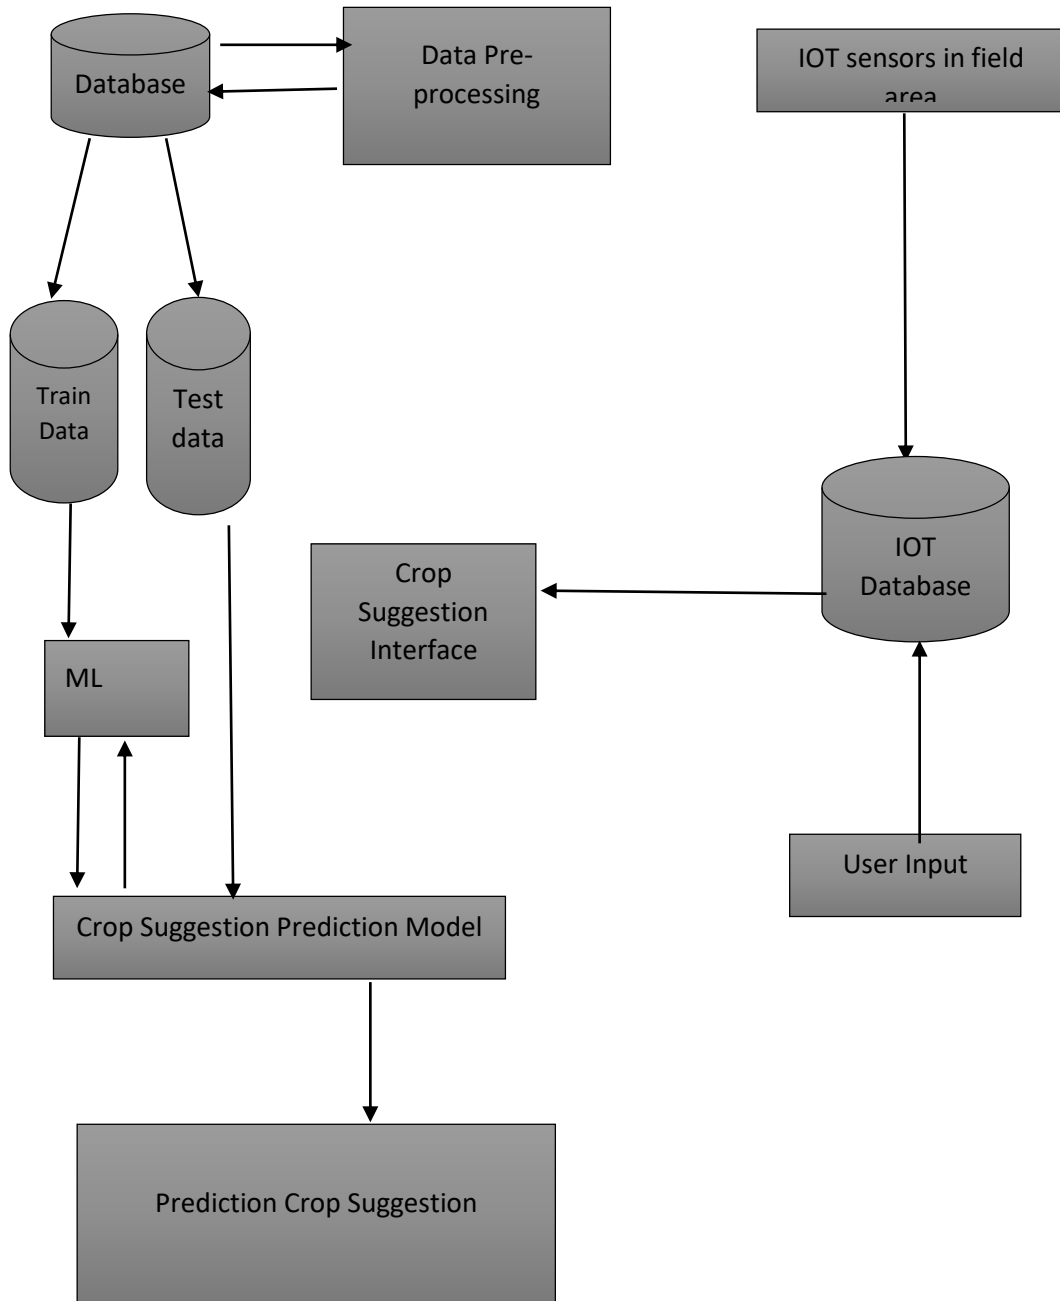 Database
Data Pre-
processing
IOT sensors in field
area
Train
Data
Test
data
IOT
Database
Crop
Suggestion
Interface
ML
User Input
Crop Suggestion Prediction Model
Prediction Crop Suggestion